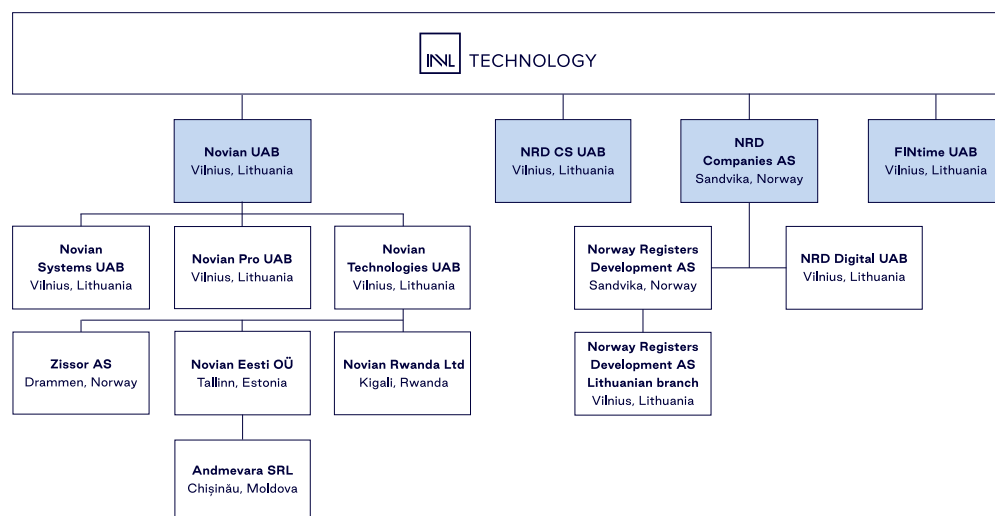 INVL TECHNOLOGY
Novian UAB
Vilnius, Lithuania
NRD CS UAB
Vilnius, Lithuania
NRD
Companies AS
Sandvika, Norway
FINtime UAB
Vilnius, Lithuania
Novian
Systems UAB
Vilnius, Lithuania
Novian Pro UAB
Vilnius, Lithuania
Novian
Technologies UAB
Vilnius, Lithuania
Norway Registers
Development AS
Sandvika, Norway
NRD Digital UAB
Vilnius, Lithuania
Zissor AS
Drammen, Norway
Novian Eesti OÜ
Tallinn, Estonia
Novian Rwanda Ltd
Kigali, Rwanda
Norway Registers
Development AS
Lithuanian branch
Vilnius, Lithuania
Andmevara SRL
Chișinău, Moldova